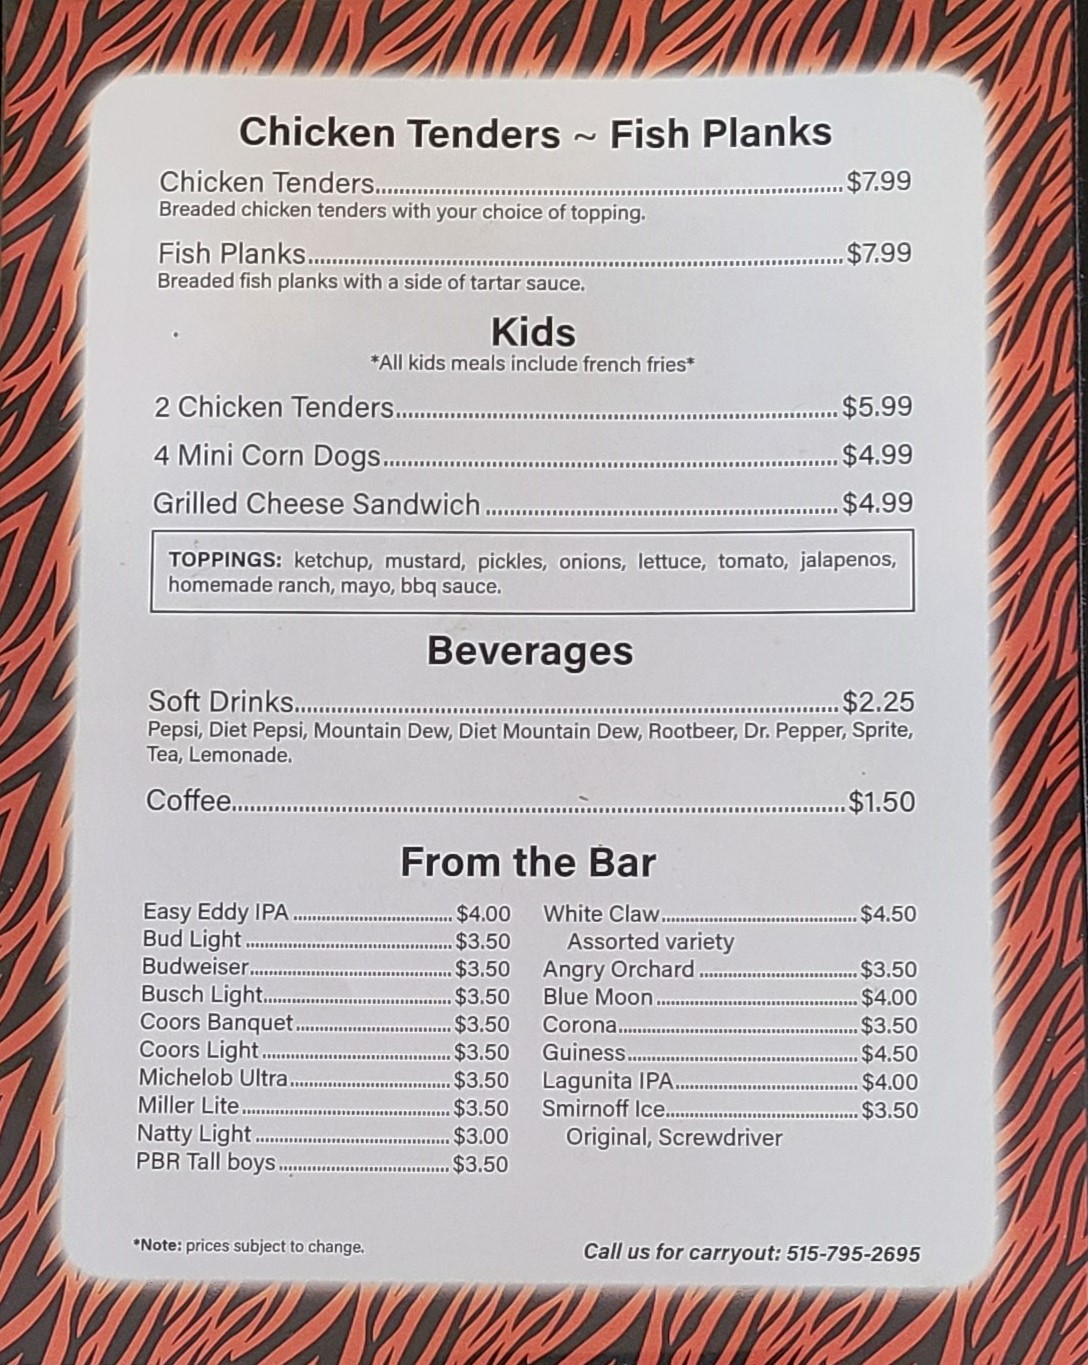 Chicken Tenders ~ Fish Planks
Chicken Tenders........$7.99
Breaded chicken tenders with your choice of topping.
Fish Planks........$7.99
Breaded fish planks with a side of tartar sauce.
Kids
*All kids meals include french fries*
2 Chicken Tenders........$5.99
4 Mini Corn Dogs........$4.99
Grilled Cheese Sandwich........$4.99
TOPPINGS: ketchup, mustard, pickles, onions, lettuce, tomato, jalapenos,
homemade ranch, mayo, bbq sauce.
Beverages
Soft Drinks........$2.25
Pepsi, Diet Pepsi, Mountain Dew, Diet Mountain Dew, Rootbeer, Dr. Pepper, Sprite,
Tea, Lemonade.
Coffee........$1.50
From the Bar
Easy Eddy IPA........$4.00
Bud Light........$3.50
Budweiser........$3.50
Busch Light........$3.50
Coors Banquet........$3.50
Coors Light........$3.50
Michelob Ultra........$3.50
Miller Lite........$3.50
Natty Light........$3.00
PBR Tall boys........$3.50
White Claw........$4.50
Assorted variety
Angry Orchard........$3.50
Blue Moon........$4.00
Corona........$3.50
Guiness........$4.50
Lagunita IPA........$4.00
Smirnoff Ice........$3.50
Original, Screwdriver
*Note: prices subject to change.
Call us for carryout: 515-795-2695